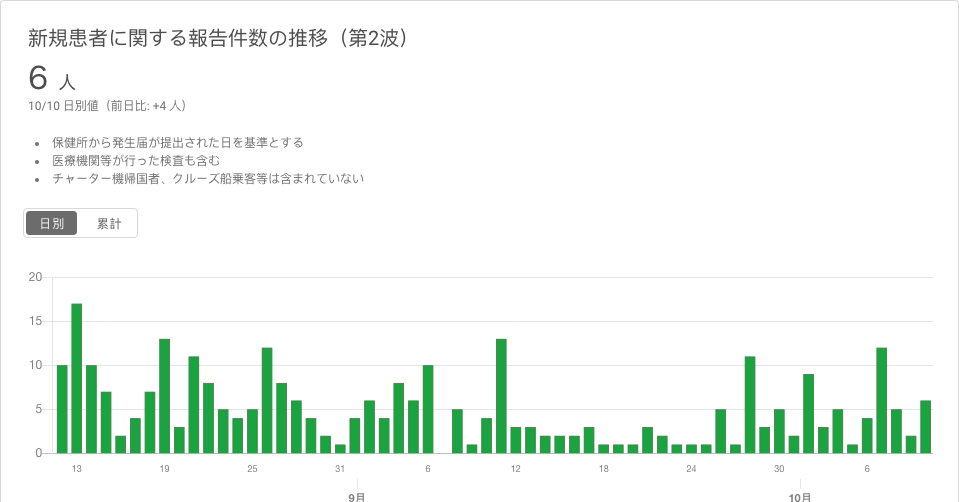 新規患者に関する報告件数の推移（第2波）
6 人
10/10 日別値（前日比: +4 人）
保健所から発生届が提出された日を基準とする
医療機関等が行った検査も含む
チャーター機帰国者、クルーズ船乗客等は含まれていない
日別 累計
20
15
10
5
0
13 19 25 31 6 12 18 24 30 6
9月 10月